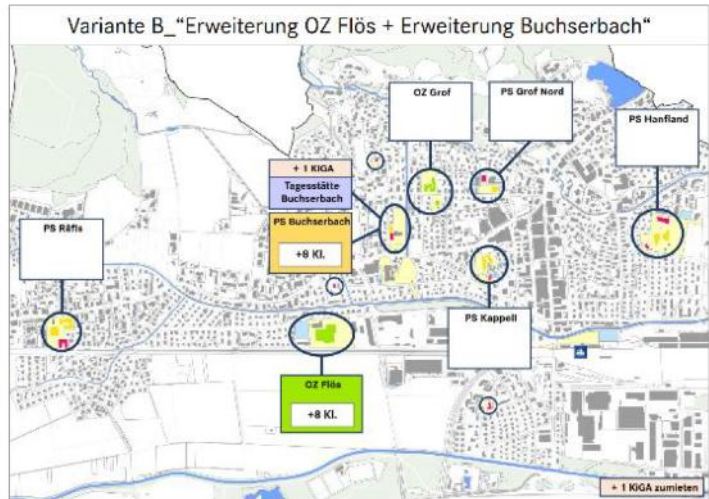 Variante B_"Erweiterung OZ Flös + Erweiterung Buchserbach"
OZ Grof
PS Grof Nord
PS Hanfland
+ 1 KIGA
Tagesstätte
Buchserbach
PS Buchserbach
+8 Kl.
PS Räfis
PS Kappeli
OZ Flös
+8 Kl.
+ 1 KiGA zumieten